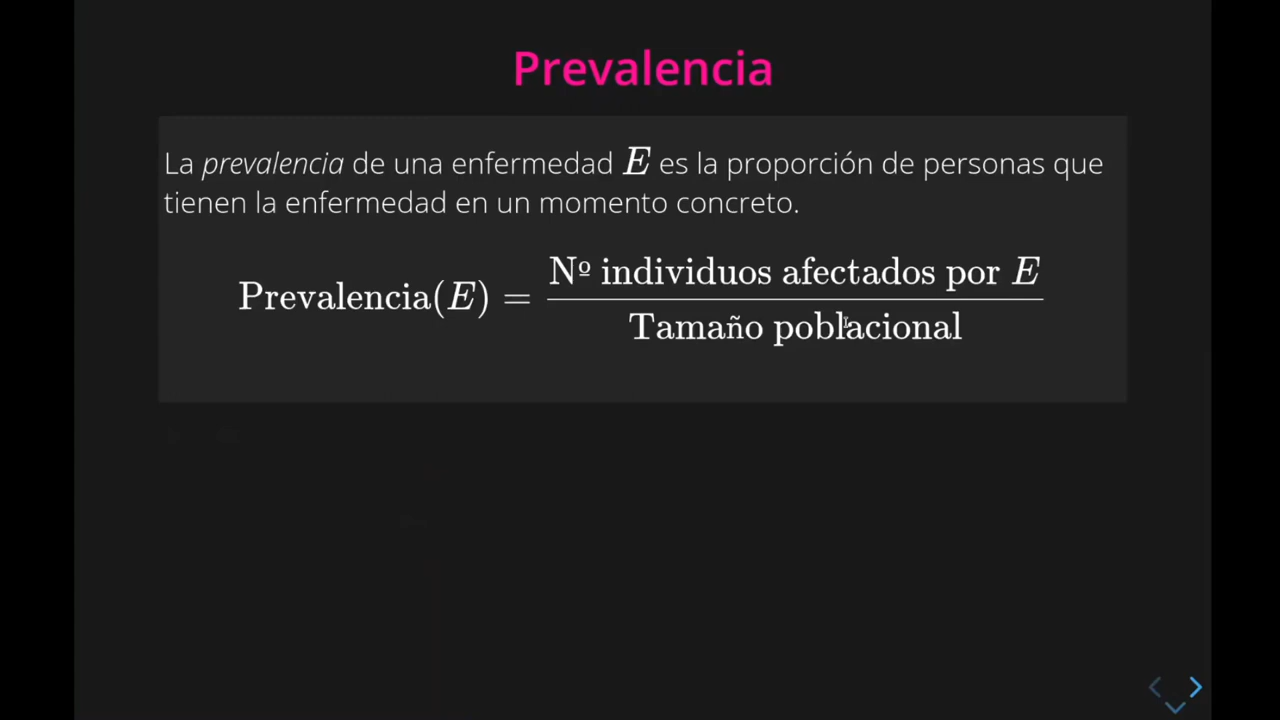 Prevalencia
La prevalencia de una enfermedad E es la proporción de personas que
tienen la enfermedad en un momento concreto.
Prevalencia(E) = Nº individuos afectados por E
Tamaño poblacional